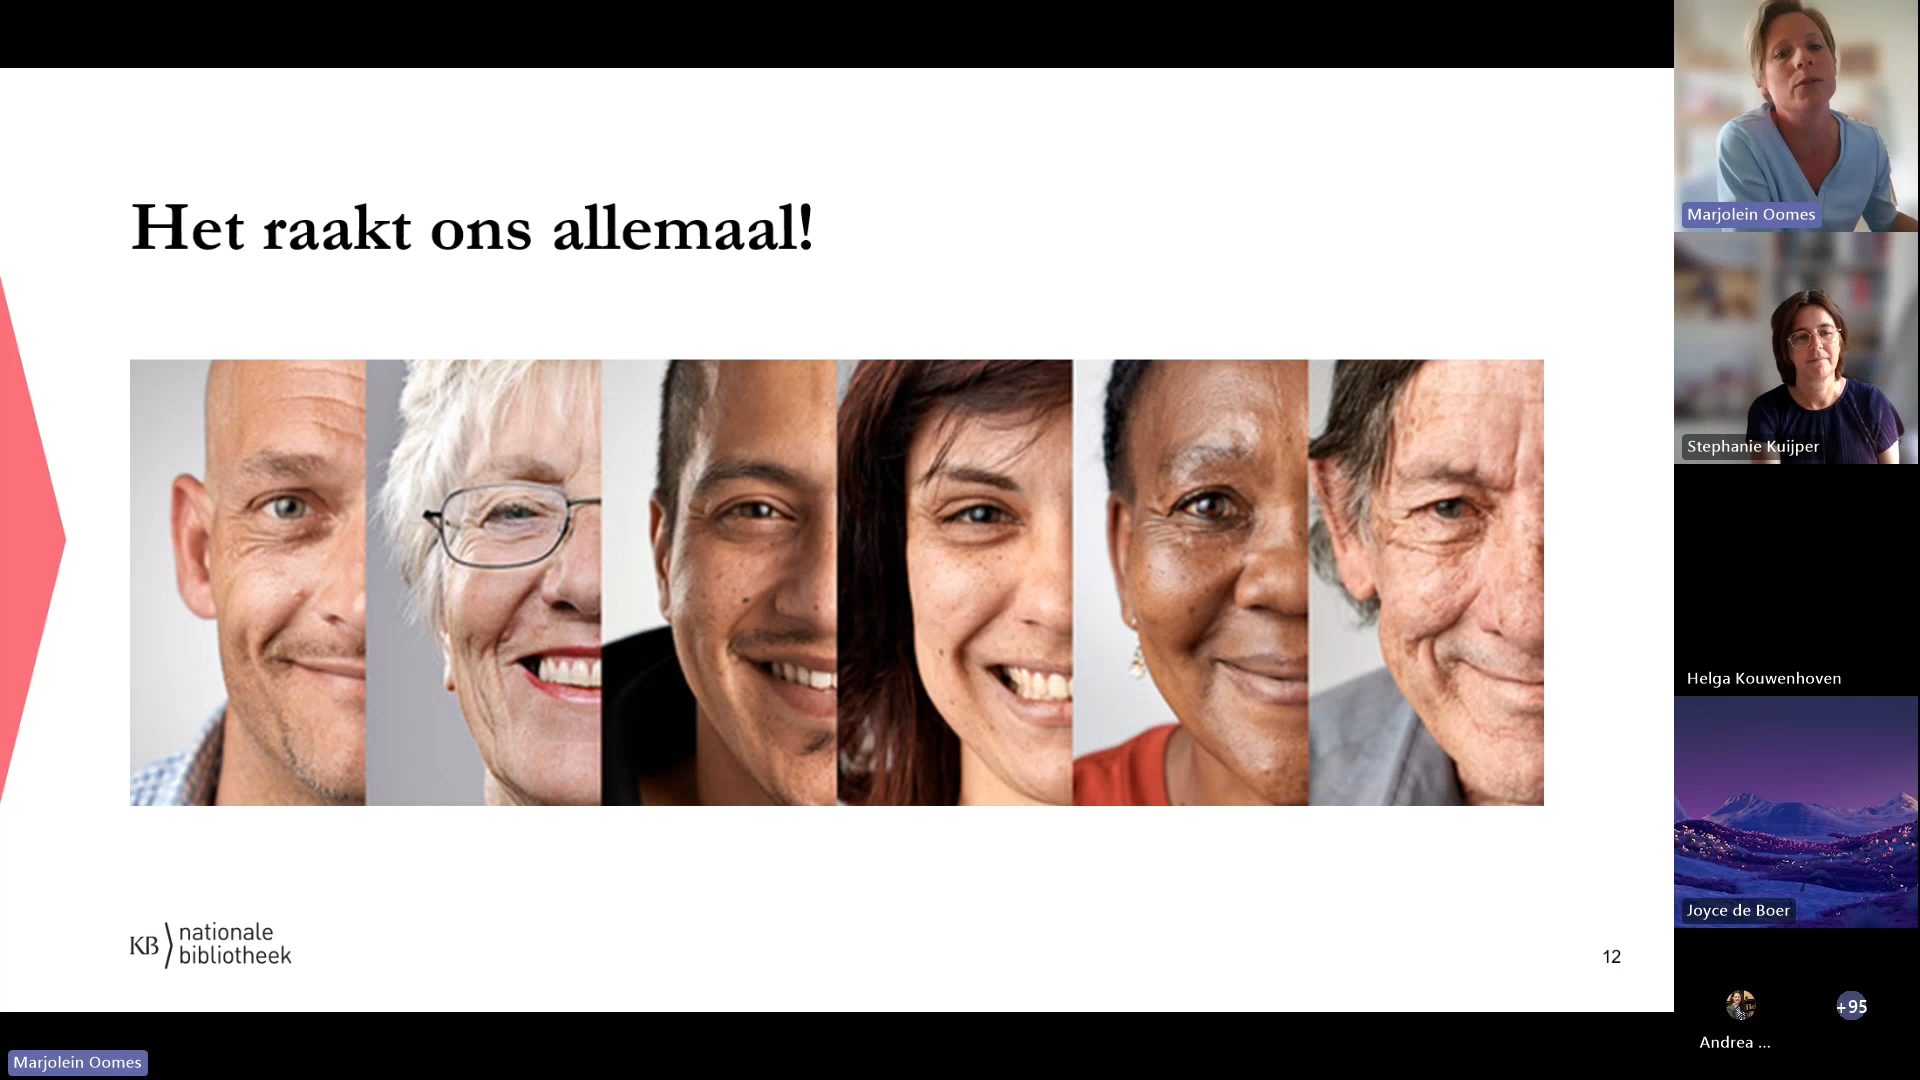 Het raakt ons allemaal!
KB nationale
bibliotheek
12
Marjolein Oomes
Marjolein Oomes
Stephanie Kuijper
Helga Kouwenhoven
Joyce de Boer
+95
Andrea ...